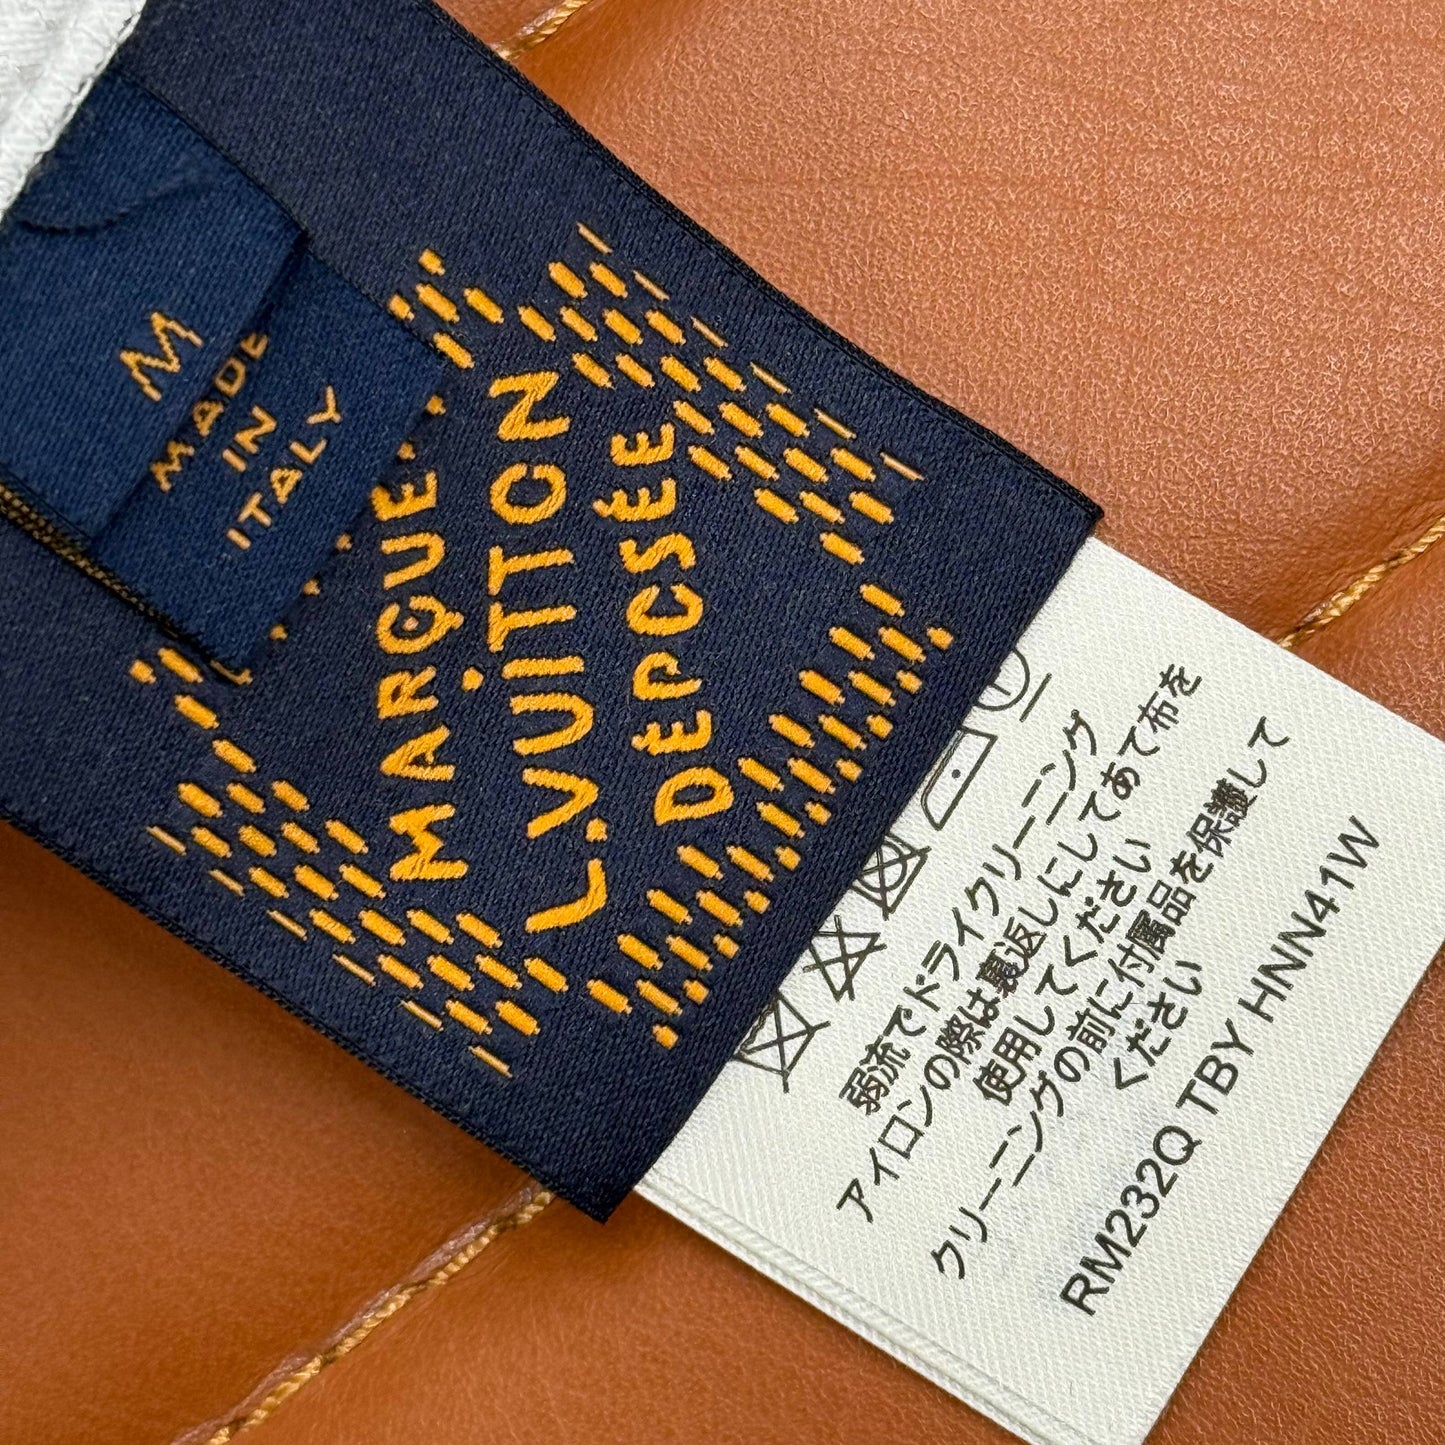 M
MADE
IN
ITALY
MARQUE
L.VUITTON
DÉPCSÉE
弱流でドライクリーニング
アイロンの際は裏返しにしてあて布を
使用してください
クリーニングの前に付属品を保護して
ください
RM232Q TBY HNN41W